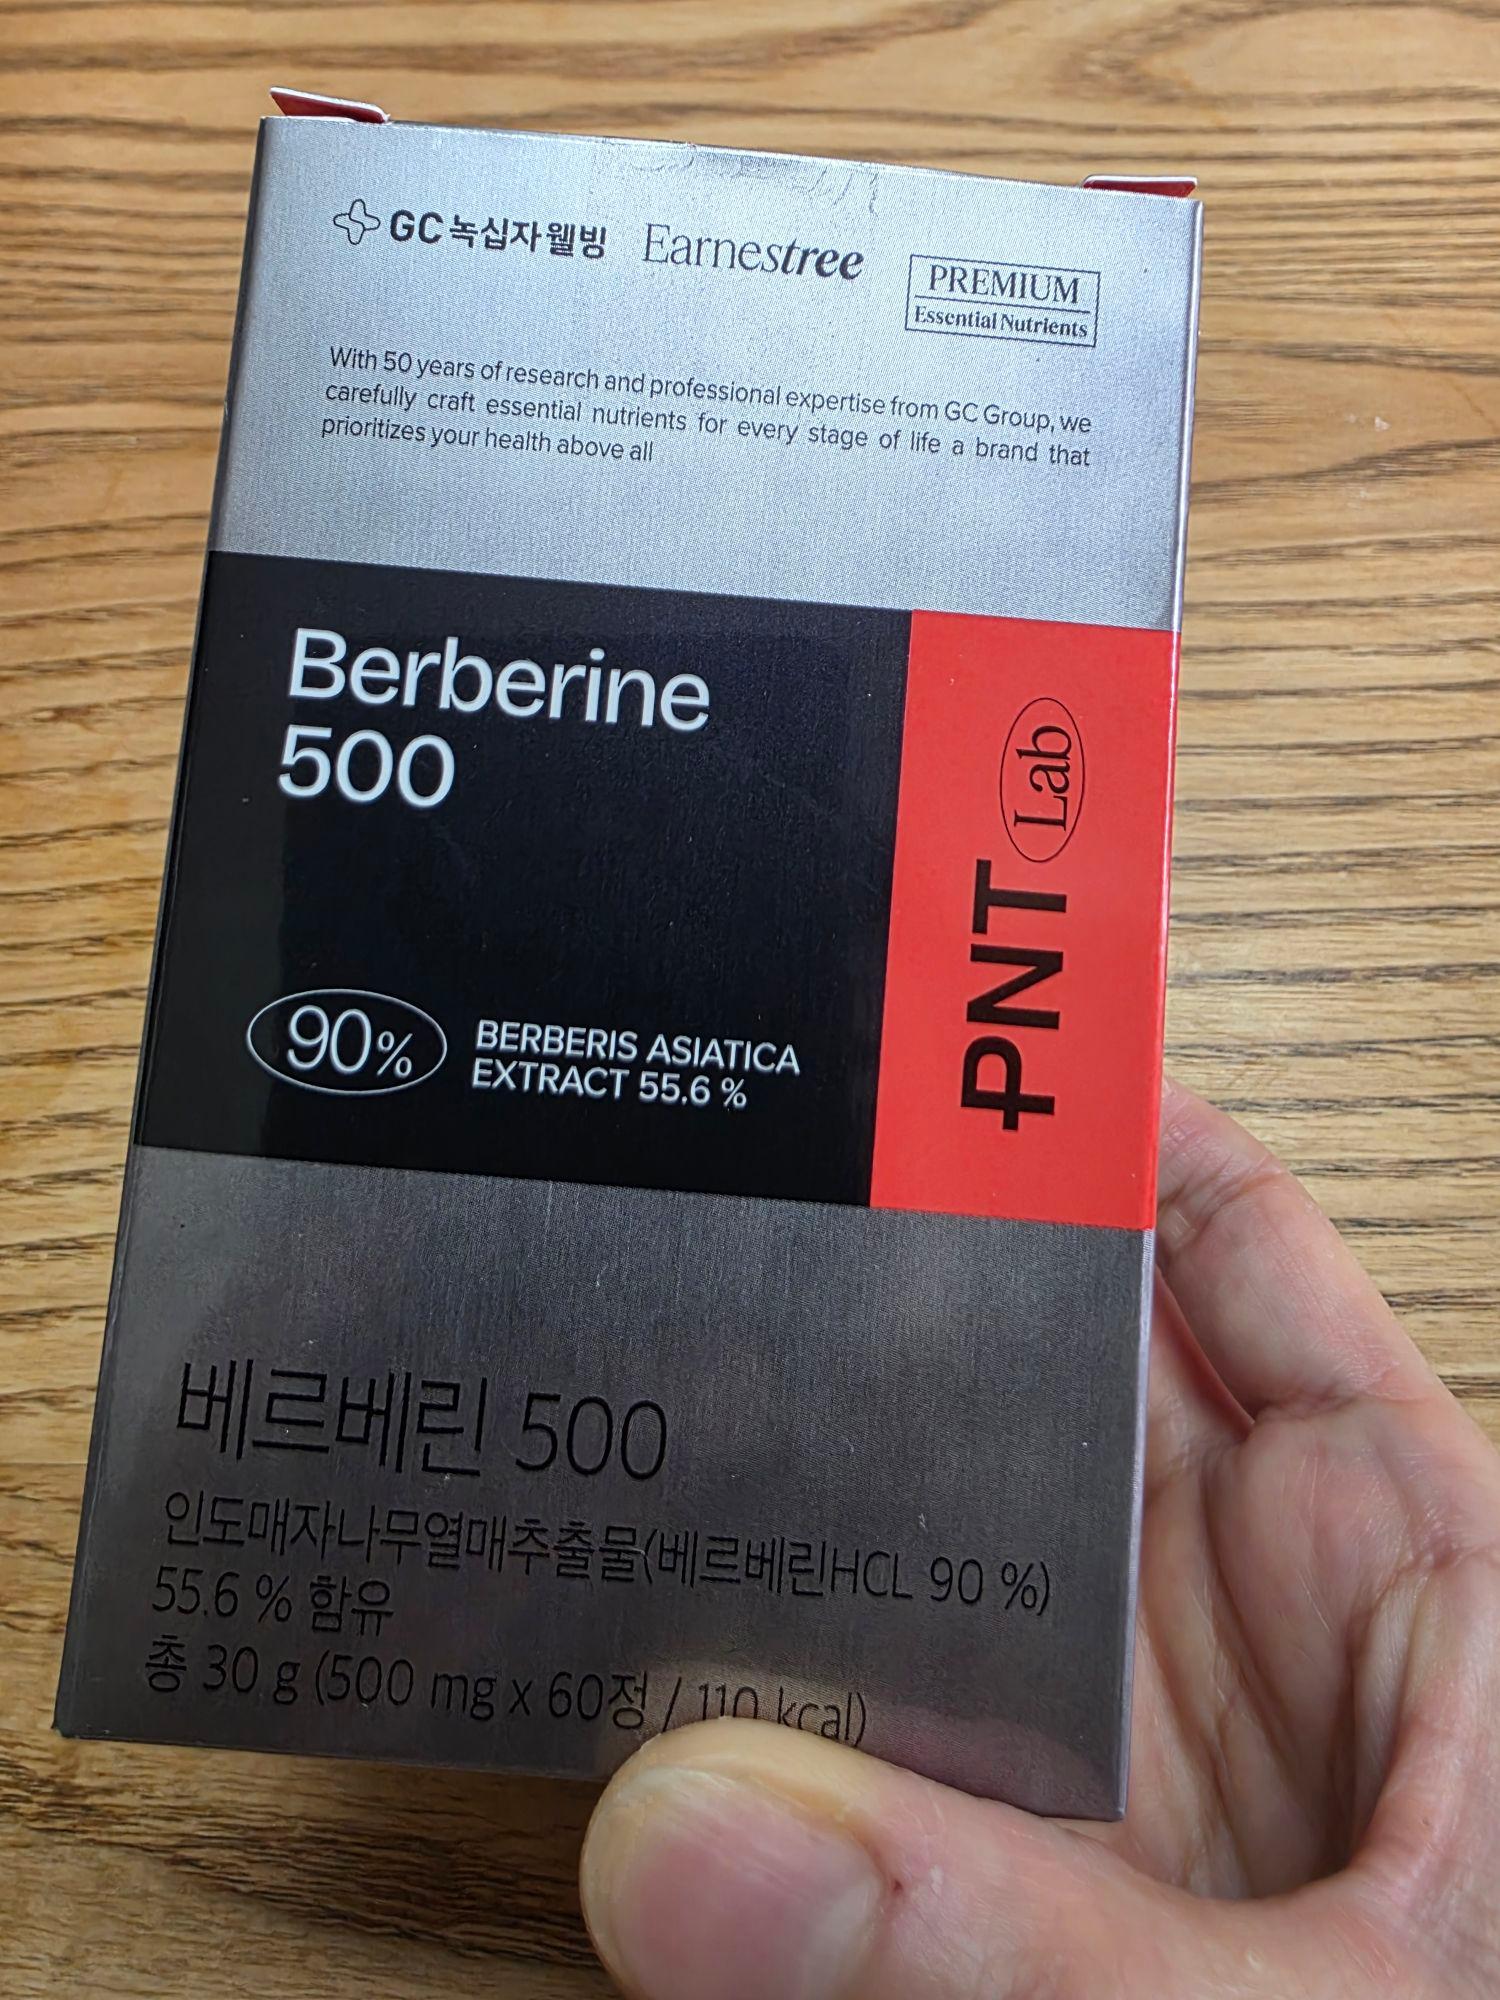 GC녹십자웰빙 Earnestree
PREMIUM
Essential Nutrients
With 50 years of research and professional expertise from GC Group, we
carefully craft essential nutrients for every stage of life a brand that
prioritizes your health above all
Berberine
500
90%
BERBERIS ASIATICA
EXTRACT 55.6 %
PNT Lab
베르베린 500
인도매자나무열매추출물(베르베린HCL 90 %)
55.6 % 함유
총 30 g (500 mg x 60정 / 110 kcal)